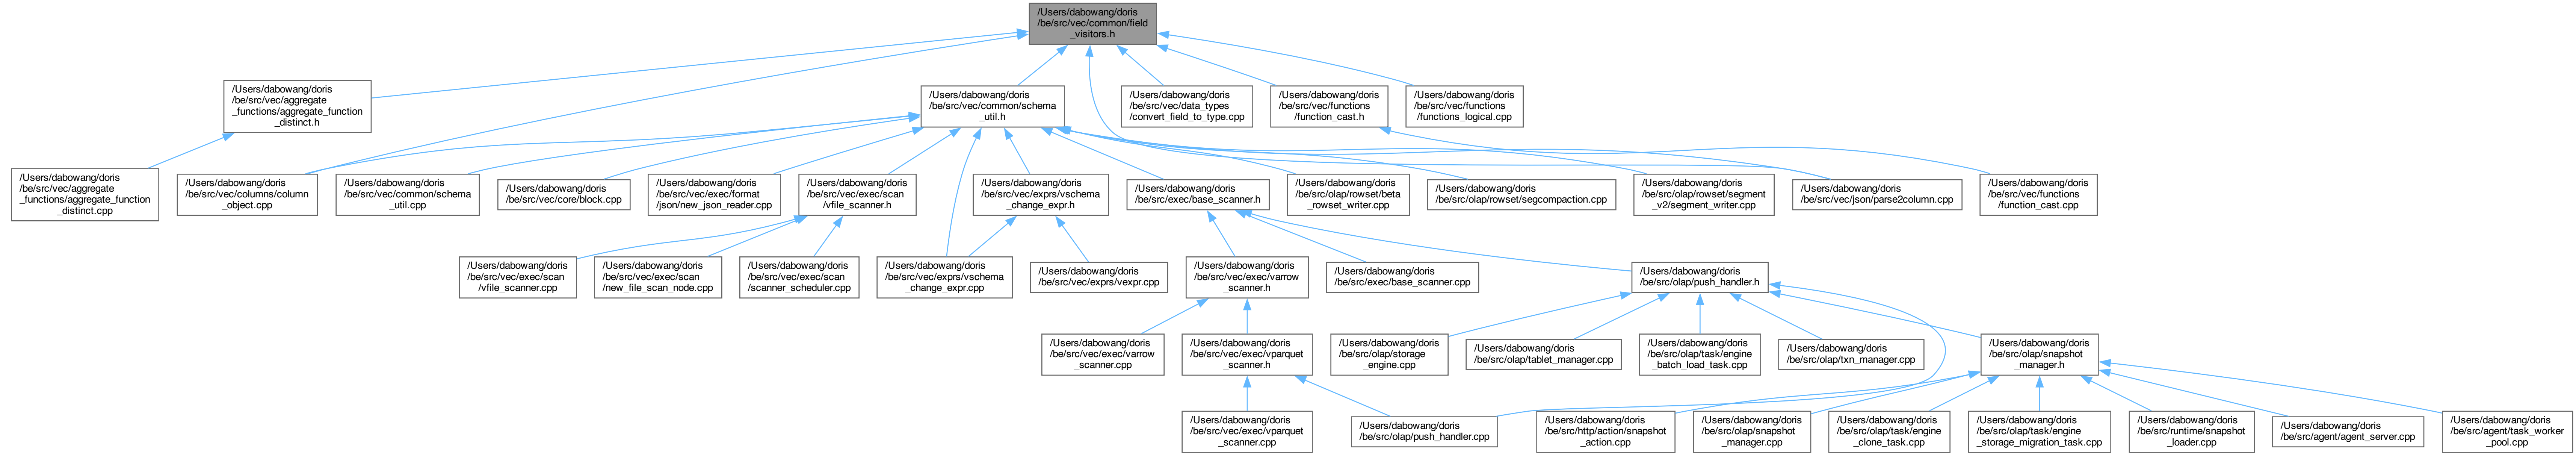 /Users/dabowang/doris
/be/src/vec/common/field
_visitors.h
/Users/dabowang/doris
/be/src/vec/aggregate
_functions/aggregate_function
_distinct.h
/Users/dabowang/doris
/be/src/vec/common/schema
_util.h
/Users/dabowang/doris
/be/src/vec/data_types
/convert_field_to_type.cpp
/Users/dabowang/doris
/be/src/vec/functions
/function_cast.h
/Users/dabowang/doris
/be/src/vec/functions
/functions_logical.cpp
/Users/dabowang/doris
/be/src/vec/aggregate
_functions/aggregate_function
_distinct.cpp
/Users/dabowang/doris
/be/src/vec/columns/column
_object.cpp
/Users/dabowang/doris
/be/src/vec/common/schema
_util.cpp
/Users/dabowang/doris
/be/src/vec/core/block.cpp
/Users/dabowang/doris
/be/src/vec/exec/format
/json/new_json_reader.cpp
/Users/dabowang/doris
/be/src/vec/exec/scan
/vfile_scanner.h
/Users/dabowang/doris
/be/src/vec/exprs/vschema
_change_expr.h
/Users/dabowang/doris
/be/src/exec/base_scanner.h
/Users/dabowang/doris
/be/src/olap/rowset/beta
_rowset_writer.cpp
/Users/dabowang/doris
/be/src/olap/rowset/segcompaction.cpp
/Users/dabowang/doris
/be/src/olap/rowset/segment
_v2/segment_writer.cpp
/Users/dabowang/doris
/be/src/vec/json/parse2column.cpp
/Users/dabowang/doris
/be/src/vec/functions
/function_cast.cpp
/Users/dabowang/doris
/be/src/vec/exec/scan
/vfile_scanner.cpp
/Users/dabowang/doris
/be/src/vec/exec/scan
/new_file_scan_node.cpp
/Users/dabowang/doris
/be/src/vec/exec/scan
/scanner_scheduler.cpp
/Users/dabowang/doris
/be/src/vec/exprs/vschema
_change_expr.cpp
/Users/dabowang/doris
/be/src/vec/exprs/vexpr.cpp
/Users/dabowang/doris
/be/src/vec/exec/varrow
_scanner.h
/Users/dabowang/doris
/be/src/exec/base_scanner.cpp
/Users/dabowang/doris
/be/src/olap/push_handler.h
/Users/dabowang/doris
/be/src/vec/exec/varrow
_scanner.cpp
/Users/dabowang/doris
/be/src/vec/exec/vparquet
_scanner.h
/Users/dabowang/doris
/be/src/olap/storage
_engine.cpp
/Users/dabowang/doris
/be/src/olap/tablet_manager.cpp
/Users/dabowang/doris
/be/src/olap/task/engine
_batch_load_task.cpp
/Users/dabowang/doris
/be/src/olap/txn_manager.cpp
/Users/dabowang/doris
/be/src/olap/snapshot
_manager.h
/Users/dabowang/doris
/be/src/vec/exec/vparquet
_scanner.cpp
/Users/dabowang/doris
/be/src/olap/push_handler.cpp
/Users/dabowang/doris
/be/src/http/action/snapshot
_action.cpp
/Users/dabowang/doris
/be/src/olap/snapshot
_manager.cpp
/Users/dabowang/doris
/be/src/olap/task/engine
_clone_task.cpp
/Users/dabowang/doris
/be/src/olap/task/engine
_storage_migration_task.cpp
/Users/dabowang/doris
/be/src/runtime/snapshot
_loader.cpp
/Users/dabowang/doris
/be/src/agent/agent_server.cpp
/Users/dabowang/doris
/be/src/agent/task_worker
_pool.cpp